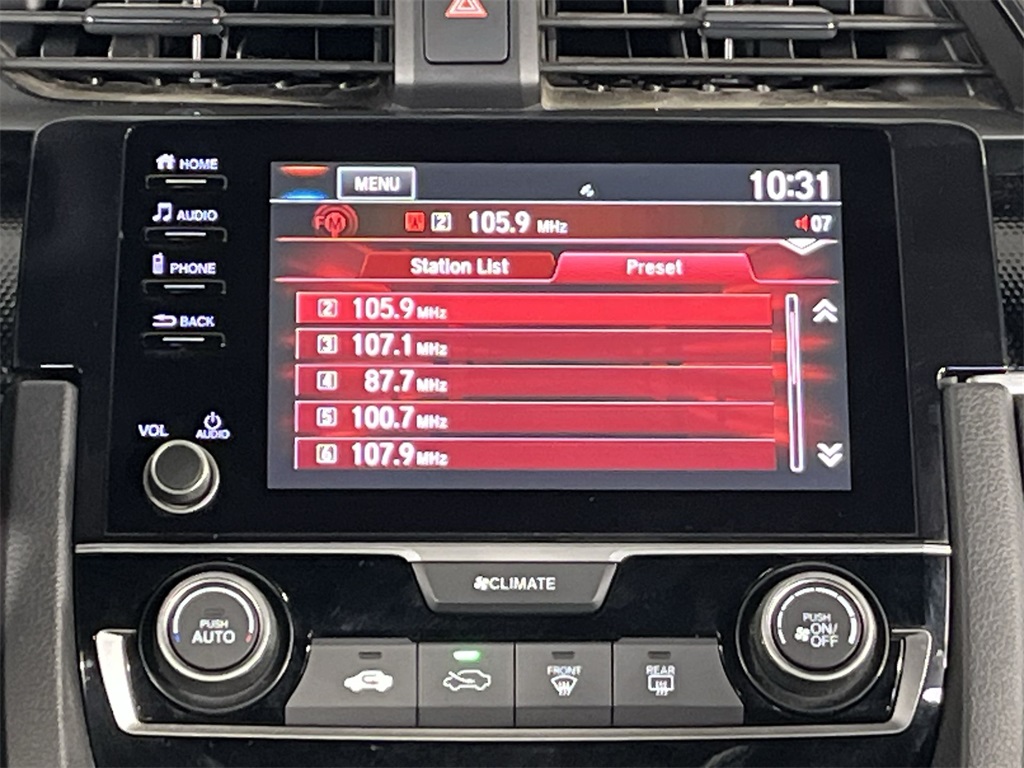 HOME
AUDIO
PHONE
BACK
VOL AUDIO
MENU 10:31
FM 2 105.9 MHz 07
Station List Preset
2 105.9 MHz
3 107.1 MHz
4 87.7 MHz
5 100.7 MHz
6 107.9 MHz
CLIMATE
PUSH
AUTO
PUSH
ON/
OFF
FRONT REAR